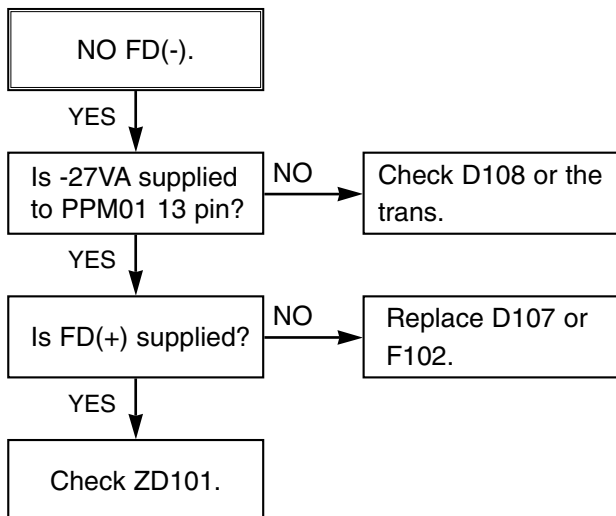 NO FD(-).
YES
Is -27VA supplied
to PPM01 13 pin?
NO
Check D108 or the
trans.
YES
Is FD(+) supplied?
NO
Replace D107 or
F102.
YES
Check ZD101.